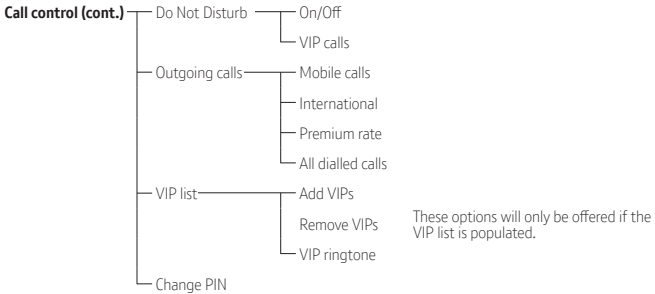 Call control (cont.) Do Not Disturb On/Off
VIP calls
Outgoing calls Mobile calls
International
Premium rate
All dialled calls
VIP list Add VIPs
Remove VIPs
These options will only be offered if the
VIP list is populated.
VIP ringtone
Change PIN